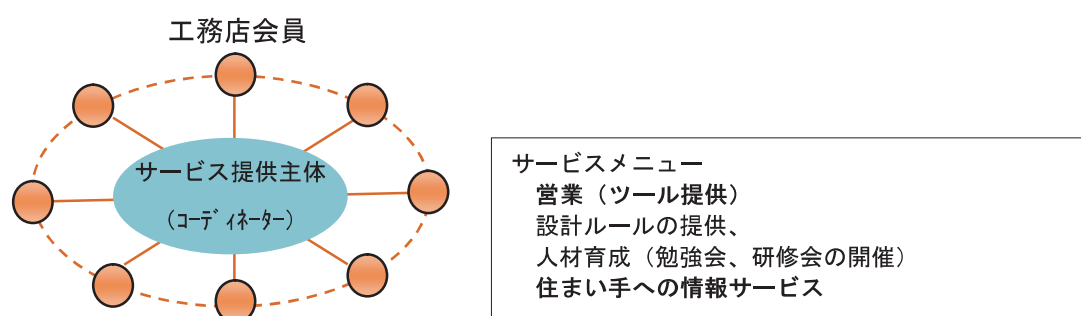 工務店会員
サービス提供主体
（ｺｰﾃﾞｨﾈｰﾀｰ）
サービスメニュー
営業（ツール提供）
設計ルールの提供、
人材育成（勉強会、研修会の開催）
住まい手への情報サービス